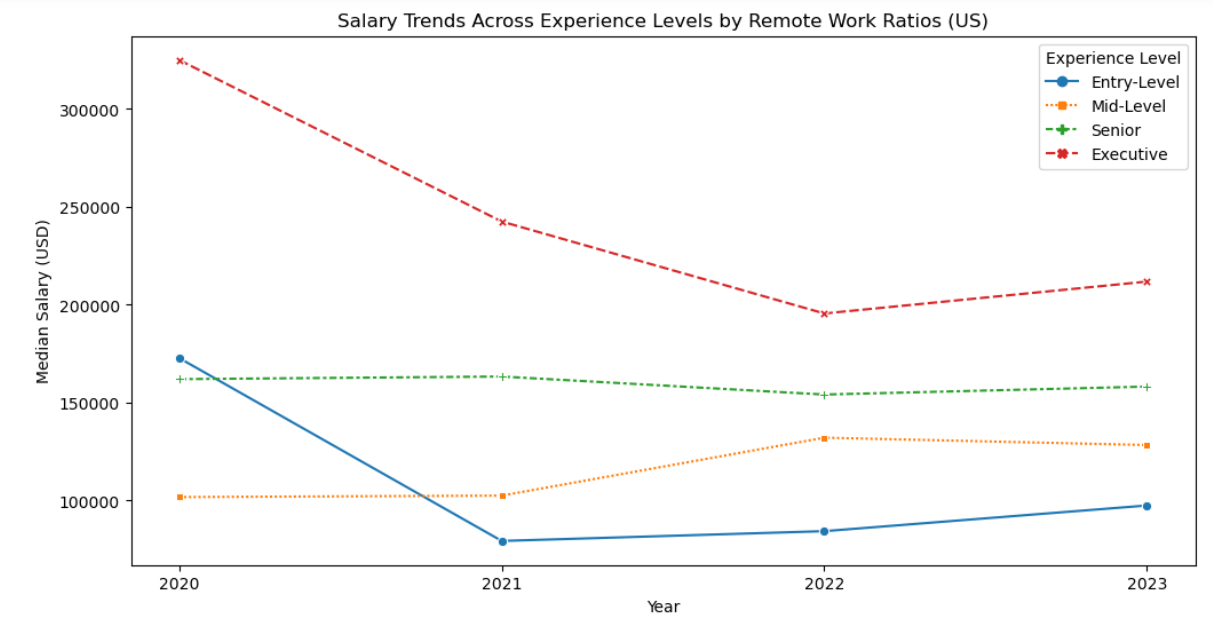 Salary Trends Across Experience Levels by Remote Work Ratios (US)
Experience Level
Entry-Level
Mid-Level
Senior
Executive
Median Salary (USD)
300000
250000
200000
150000
100000
2020 2021 2022 2023
Year